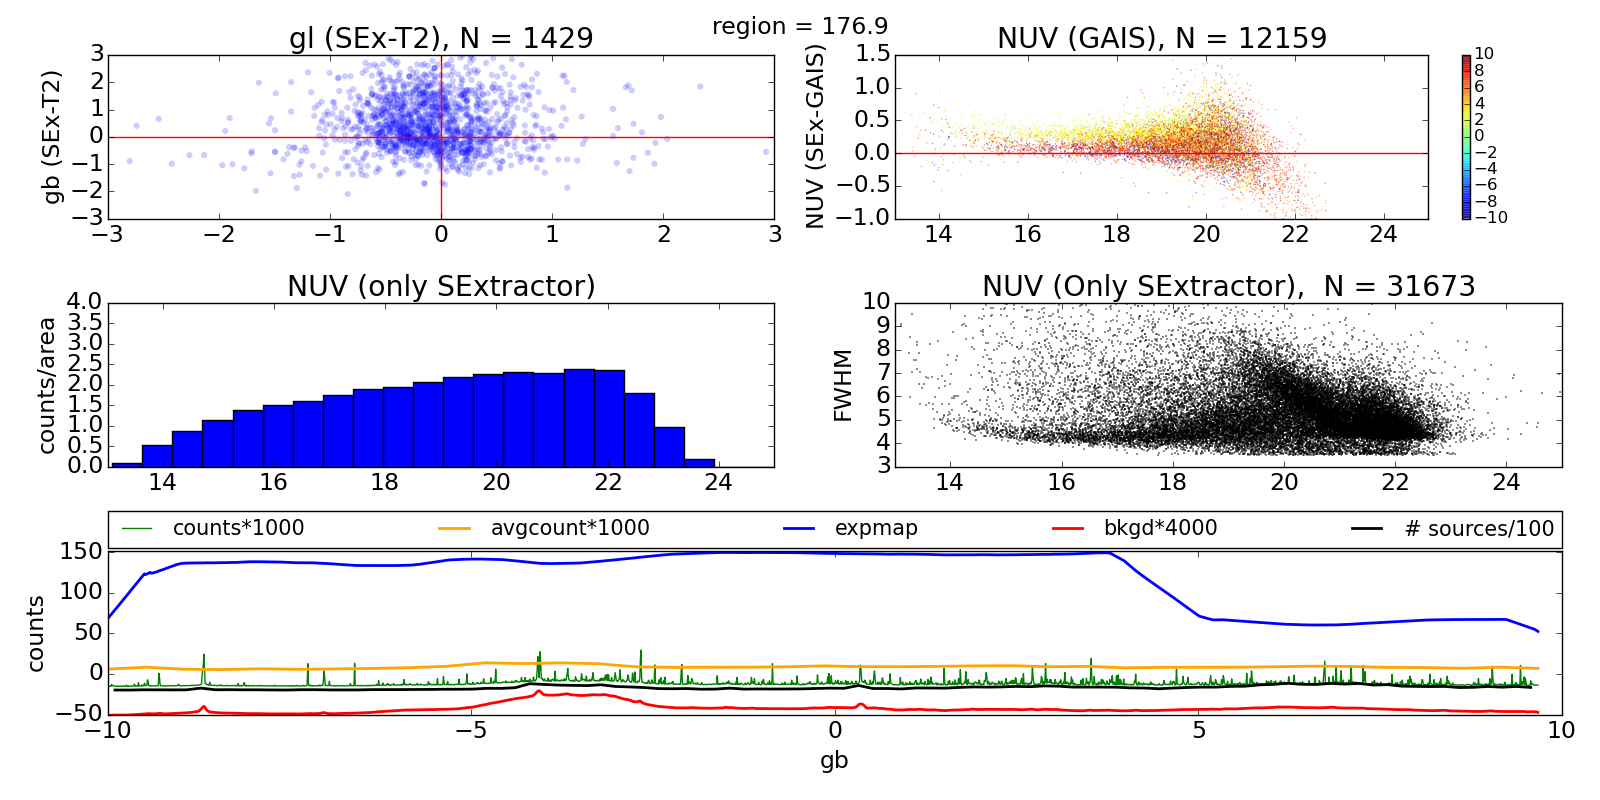 region = 176.9
gl (SEx-T2), N = 1429
gb (SEx-T2)
3
2
1
0
−1
−2
−3
−3 −2 −1 0 1 2 3
NUV (GAIS), N = 12159
NUV (SEx-GAIS)
1.5
1.0
0.5
0.0
−0.5
−1.0
14 16 18 20 22 24
10
8
6
4
2
0
−2
−4
−6
−8
−10
NUV (only SExtractor)
counts/area
4.0
3.5
3.0
2.5
2.0
1.5
1.0
0.5
0.0
14 16 18 20 22 24
NUV (Only SExtractor),  N = 31673
FWHM
10
9
8
7
6
5
4
3
14 16 18 20 22 24
counts*1000 avgcount*1000 expmap bkgd*4000 # sources/100
counts
150
100
50
0
−50
−10 −5 0 5 10
gb